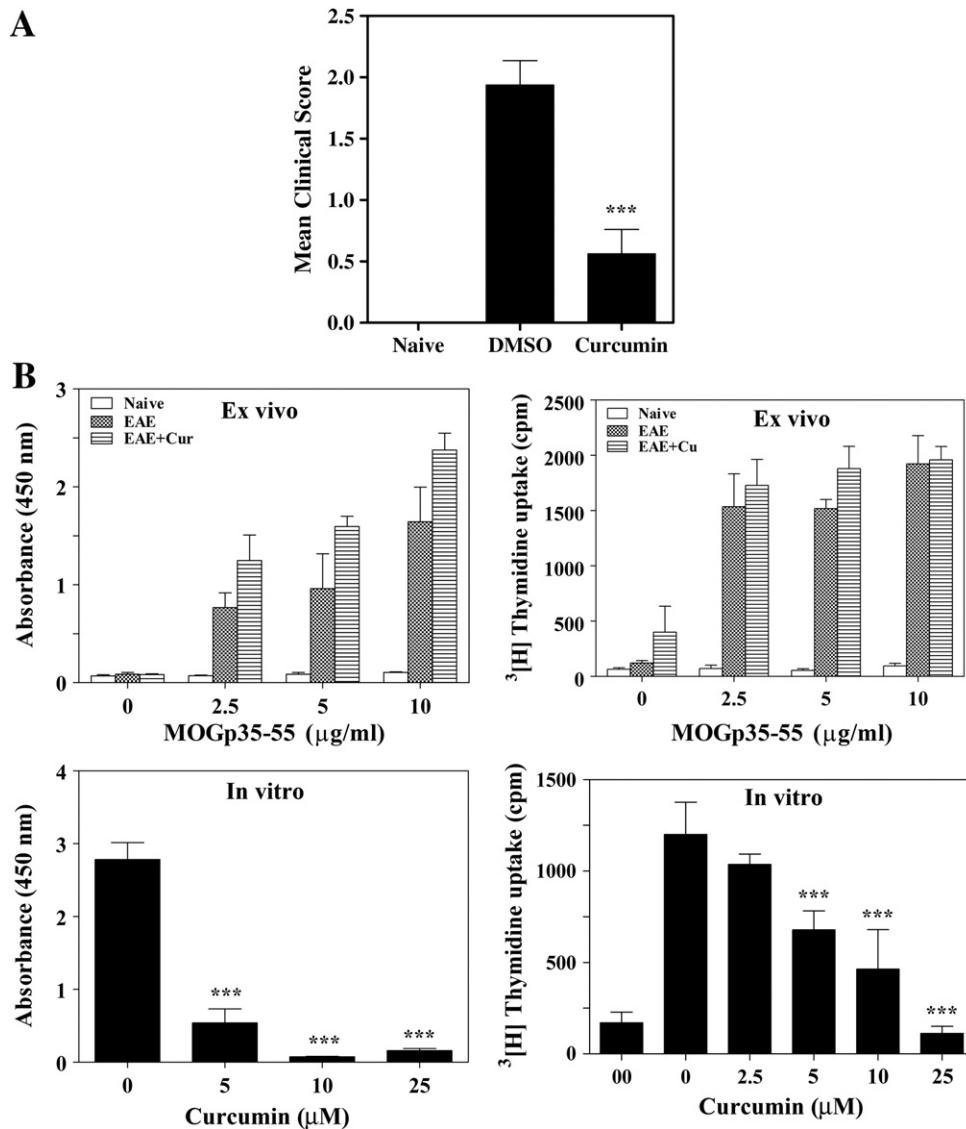 A
Mean Clinical Score
2.0
1.5
1.0
0.5
0.0
***
Naive DMSO Curcumin
B
Absorbance (450 nm)
3
2
1
0
Naive
EAE
EAE+Cur
Ex vivo
0 2.5 5 10
MOGp35-55 (μg/ml)
³[H] Thymidine uptake (cpm)
2500
2000
1500
1000
500
0
Naive
EAE
EAE+Cu
Ex vivo
0 2.5 5 10
MOGp35-55 (μg/ml)
Absorbance (450 nm)
4
3
2
1
0
In vitro
*** *** ***
0 5 10 25
Curcumin (μM)
³[H] Thymidine uptake (cpm)
1500
1000
500
0
In vitro
*** *** ***
00 0 2.5 5 10 25
Curcumin (μM)